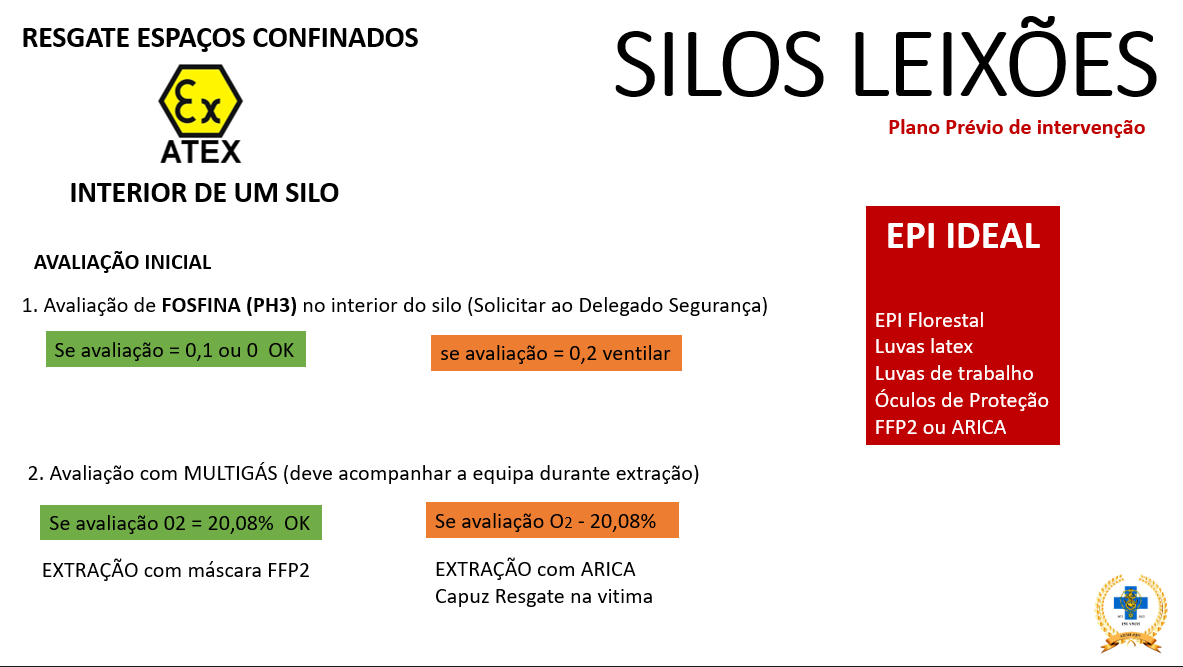 RESGATE ESPAÇOS CONFINADOS
Ex
ATEX
INTERIOR DE UM SILO
SILOS LEIXÕES
Plano Prévio de intervenção
AVALIAÇÃO INICIAL
1. Avaliação de FOSFINA (PH3) no interior do silo (Solicitar ao Delegado Segurança)
Se avaliação = 0,1 ou 0 OK
se avaliação = 0,2 ventilar
EPI IDEAL
EPI Florestal
Luvas latex
Luvas de trabalho
Óculos de Proteção
FFP2 ou ARICA
2. Avaliação com MULTIGÁS (deve acompanhar a equipa durante extração)
Se avaliação 02 = 20,08% OK
Se avaliação O2 - 20,08%
EXTRAÇÃO com máscara FFP2
EXTRAÇÃO com ARICA
Capuz Resgate na vitima